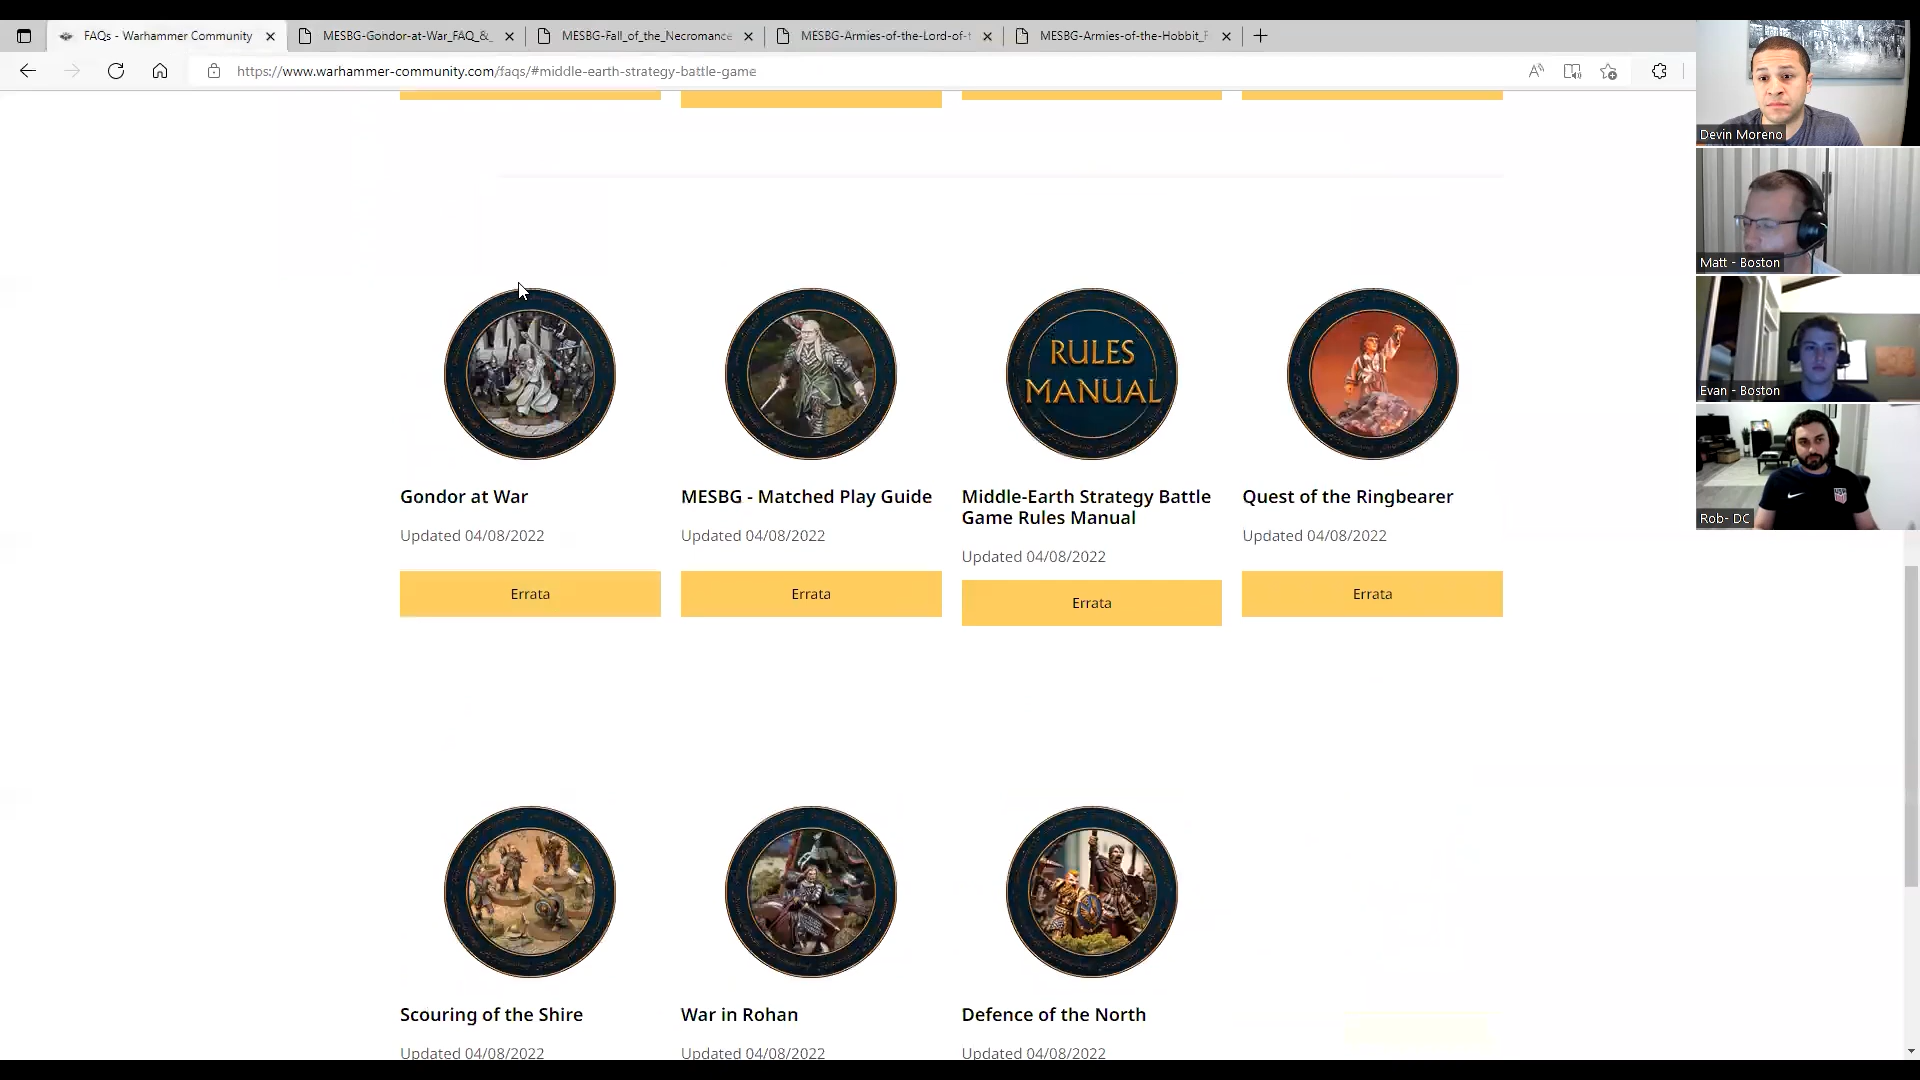 FAQs - Warhammer Community
MESBG-Gondor-at-War_FAQ_&_
MESBG-Fall_of_the_Necromance
MESBG-Armies-of-the-Lord-of-t
MESBG-Armies-of-the-Hobbit_F
https://www.warhammer-community.com/faqs/#middle-earth-strategy-battle-game
Devin Moreno
Matt - Boston
Evan - Boston
Rob- DC
RULES
MANUAL
Gondor at War
Updated 04/08/2022
Errata
MESBG - Matched Play Guide
Updated 04/08/2022
Errata
Middle-Earth Strategy Battle
Game Rules Manual
Updated 04/08/2022
Errata
Quest of the Ringbearer
Updated 04/08/2022
Errata
Scouring of the Shire
Updated 04/08/2022
War in Rohan
Updated 04/08/2022
Defence of the North
Updated 04/08/2022